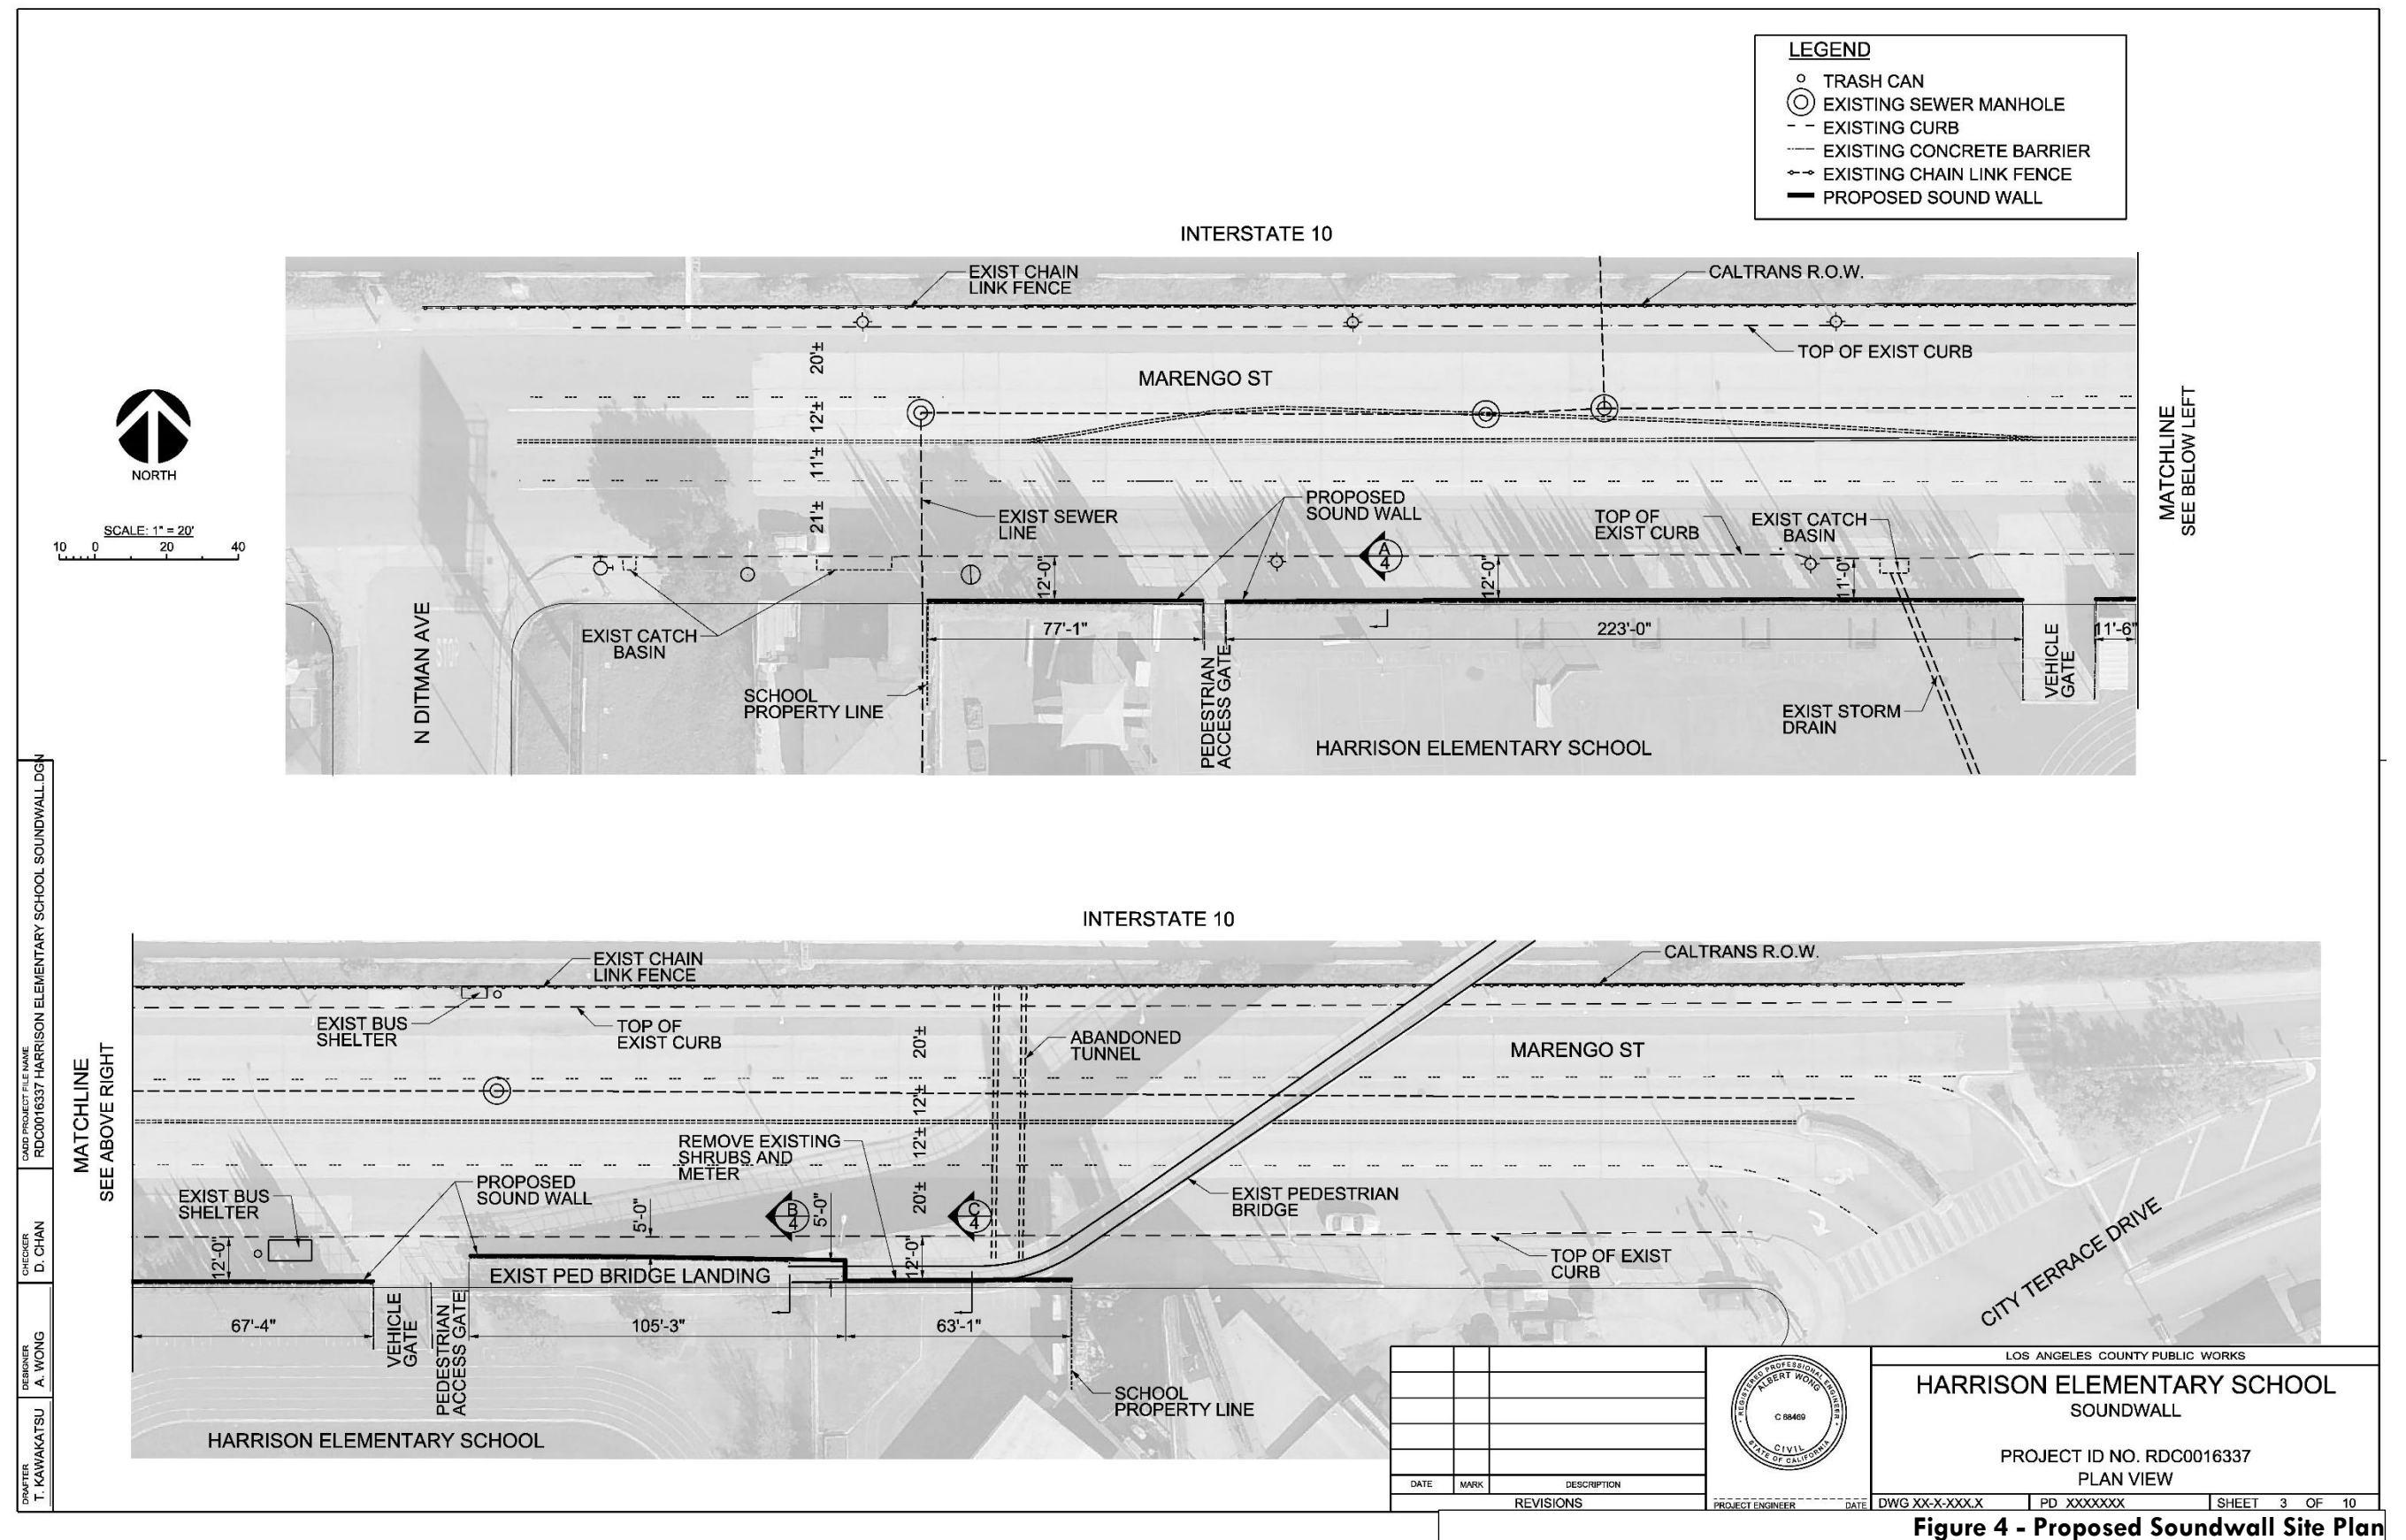 LEGEND
TRASH CAN
EXISTING SEWER MANHOLE
EXISTING CURB
EXISTING CONCRETE BARRIER
EXISTING CHAIN LINK FENCE
PROPOSED SOUND WALL
INTERSTATE 10
EXIST CHAIN
LINK FENCE
CALTRANS R.O.W.
TOP OF EXIST CURB
MARENGO ST
20'±
12'±
11'±
21'±
NORTH
SCALE: 1" = 20'
10 0 20 40
MATCHLINE
SEE BELOW LEFT
EXIST SEWER
LINE
PROPOSED
SOUND WALL
A
4
TOP OF
EXIST CURB
EXIST CATCH
BASIN
12'-0"
12'-0"
11'-0"
N DITMAN AVE
EXIST CATCH
BASIN
77'-1"
223'-0"
11'-6"
PEDESTRIAN
ACCESS GATE
VEHICLE
GATE
SCHOOL
PROPERTY LINE
EXIST STORM
DRAIN
HARRISON ELEMENTARY SCHOOL
INTERSTATE 10
EXIST CHAIN
LINK FENCE
CALTRANS R.O.W.
EXIST BUS
SHELTER
TOP OF
EXIST CURB
20'±
12'±
12'±
20'±
ABANDONED
TUNNEL
MARENGO ST
MATCHLINE
SEE ABOVE RIGHT
REMOVE EXISTING
SHRUBS AND
METER
PROPOSED
SOUND WALL
EXIST BUS
SHELTER
5'-0"
B
4
5'-0"
C
4
EXIST PEDESTRIAN
BRIDGE
12'-0"
12'-0"
TOP OF EXIST
CURB
EXIST PED BRIDGE LANDING
CITY TERRACE DRIVE
67'-4"
VEHICLE
GATE
PEDESTRIAN
ACCESS GATE
105'-3"
63'-1"
SCHOOL
PROPERTY LINE
HARRISON ELEMENTARY SCHOOL
CADD PROJECT FILE NAME
RDC0016337 HARRISON ELEMENTARY SCHOOL SOUNDWALL.DGN
CHECKER
D. CHAN
DESIGNER
A. WONG
DRAFTER
T. KAWAKATSU
DATE MARK DESCRIPTION
REVISIONS
REGISTERED PROFESSIONAL ENGINEER
ALBERT WONG
C 88469
CIVIL
STATE OF CALIFORNIA
PROJECT ENGINEER DATE
LOS ANGELES COUNTY PUBLIC WORKS
HARRISON ELEMENTARY SCHOOL
SOUNDWALL
PROJECT ID NO. RDC0016337
PLAN VIEW
DWG XX-X-XXX.X PD XXXXXXX SHEET 3 OF 10
Figure 4 - Proposed Soundwall Site Plan